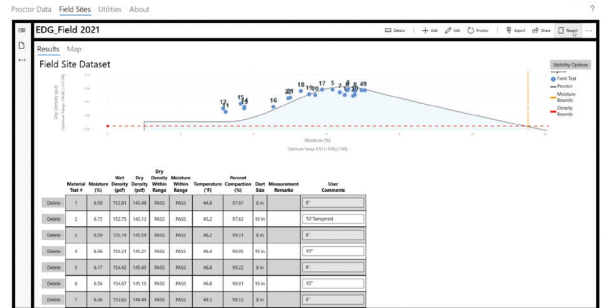 Proctor Data Field Sites Utilities About ?
EDG_Field 2021
Details Add Edit Proctor Export Share Report ...
Results Map
Field Site Dataset
Visibility Options
Field Test
Proctor
Moisture Bounds
Density Bounds
Dry Density (pcf)
Moisture (%)
Material Test # Moisture (%) Wet Density (pcf) Dry Density (pcf) Dry Density Within Range Moisture Within Range Temperature (°F) Percent Compaction (%) Dart Size Measurement Remarks User Comments
Delete 1 6.50 152.81 143.48 PASS PASS 44.8 97.87 8 in 8"
Delete 2 6.72 152.75 143.13 PASS PASS 45.2 97.63 10 in 10"Tampered
Delete 3 6.59 155.19 145.59 PASS PASS 46.2 99.31 8 in 8"
Delete 4 6.96 155.31 145.21 PASS PASS 46.4 99.05 10 in 10"
Delete 5 6.17 154.42 145.45 PASS PASS 46.8 99.22 8 in 8"
Delete 6 6.56 154.67 145.15 PASS PASS 46.8 99.01 10 in 10"
Delete 7 6.36 153.63 144.44 PASS PASS 49.3 98.53 8 in 8"